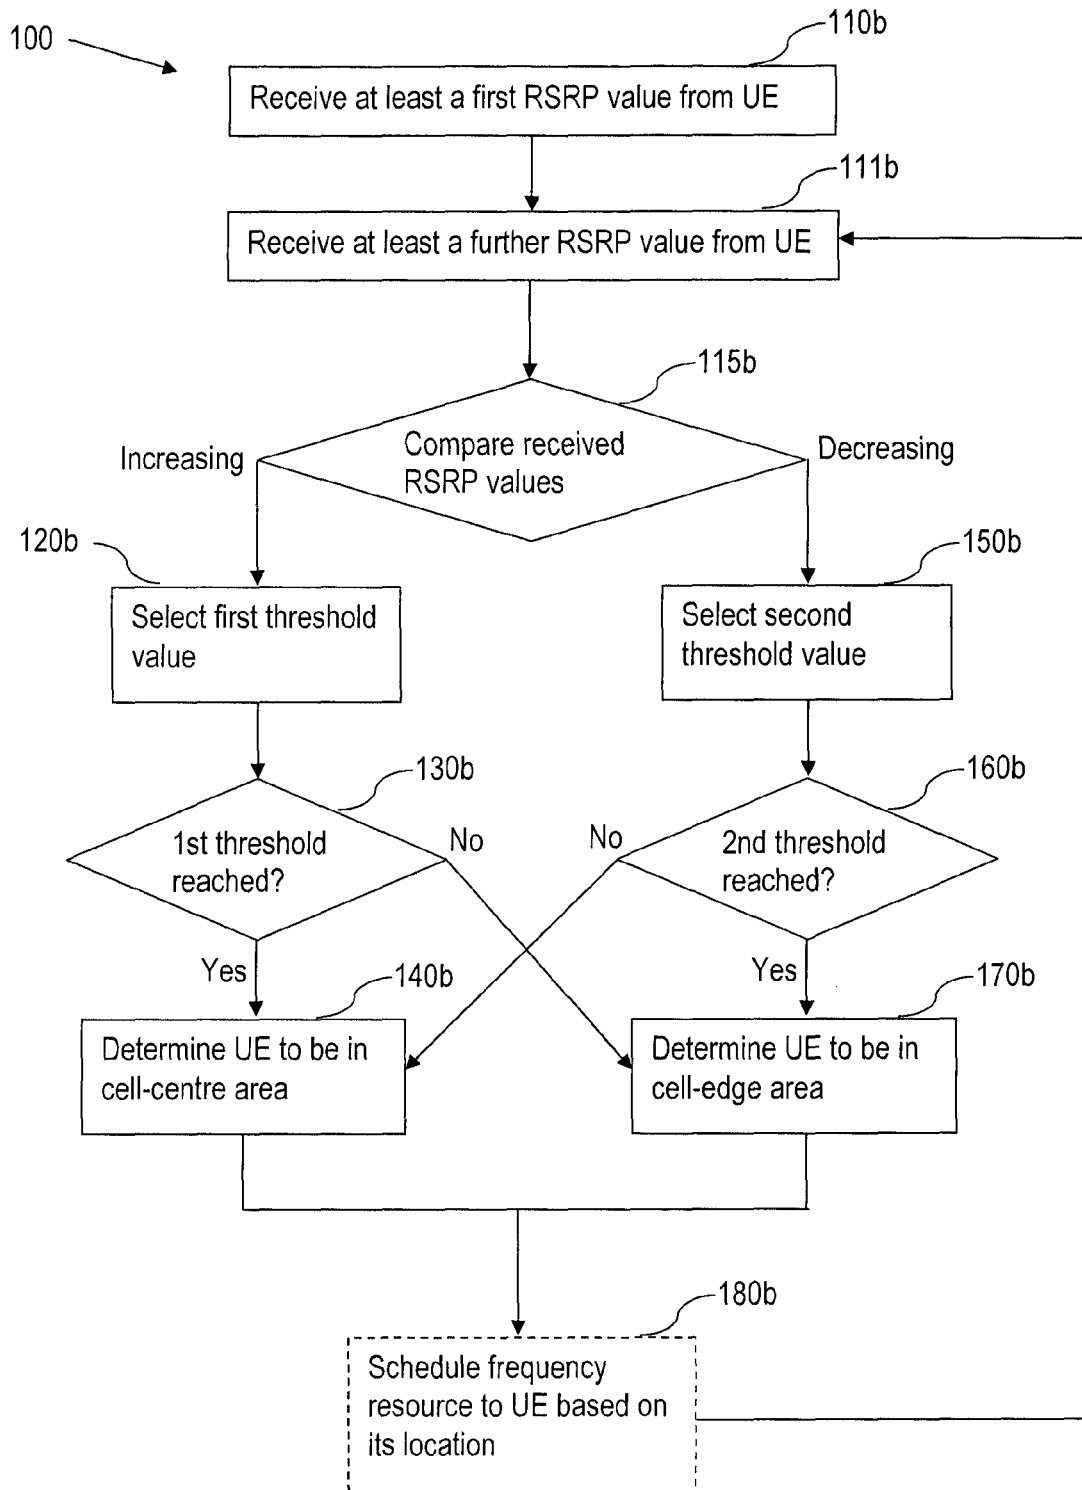 100
110b
Receive at least a first RSRP value from UE
111b
Receive at least a further RSRP value from UE
115b
Increasing
Compare received
RSRP values
Decreasing
120b
150b
Select first threshold
value
Select second
threshold value
130b
160b
1st threshold
reached?
No
No
2nd threshold
reached?
Yes
140b
Yes
170b
Determine UE to be in
cell-centre area
Determine UE to be in
cell-edge area
180b
Schedule frequency
resource to UE based on
its location